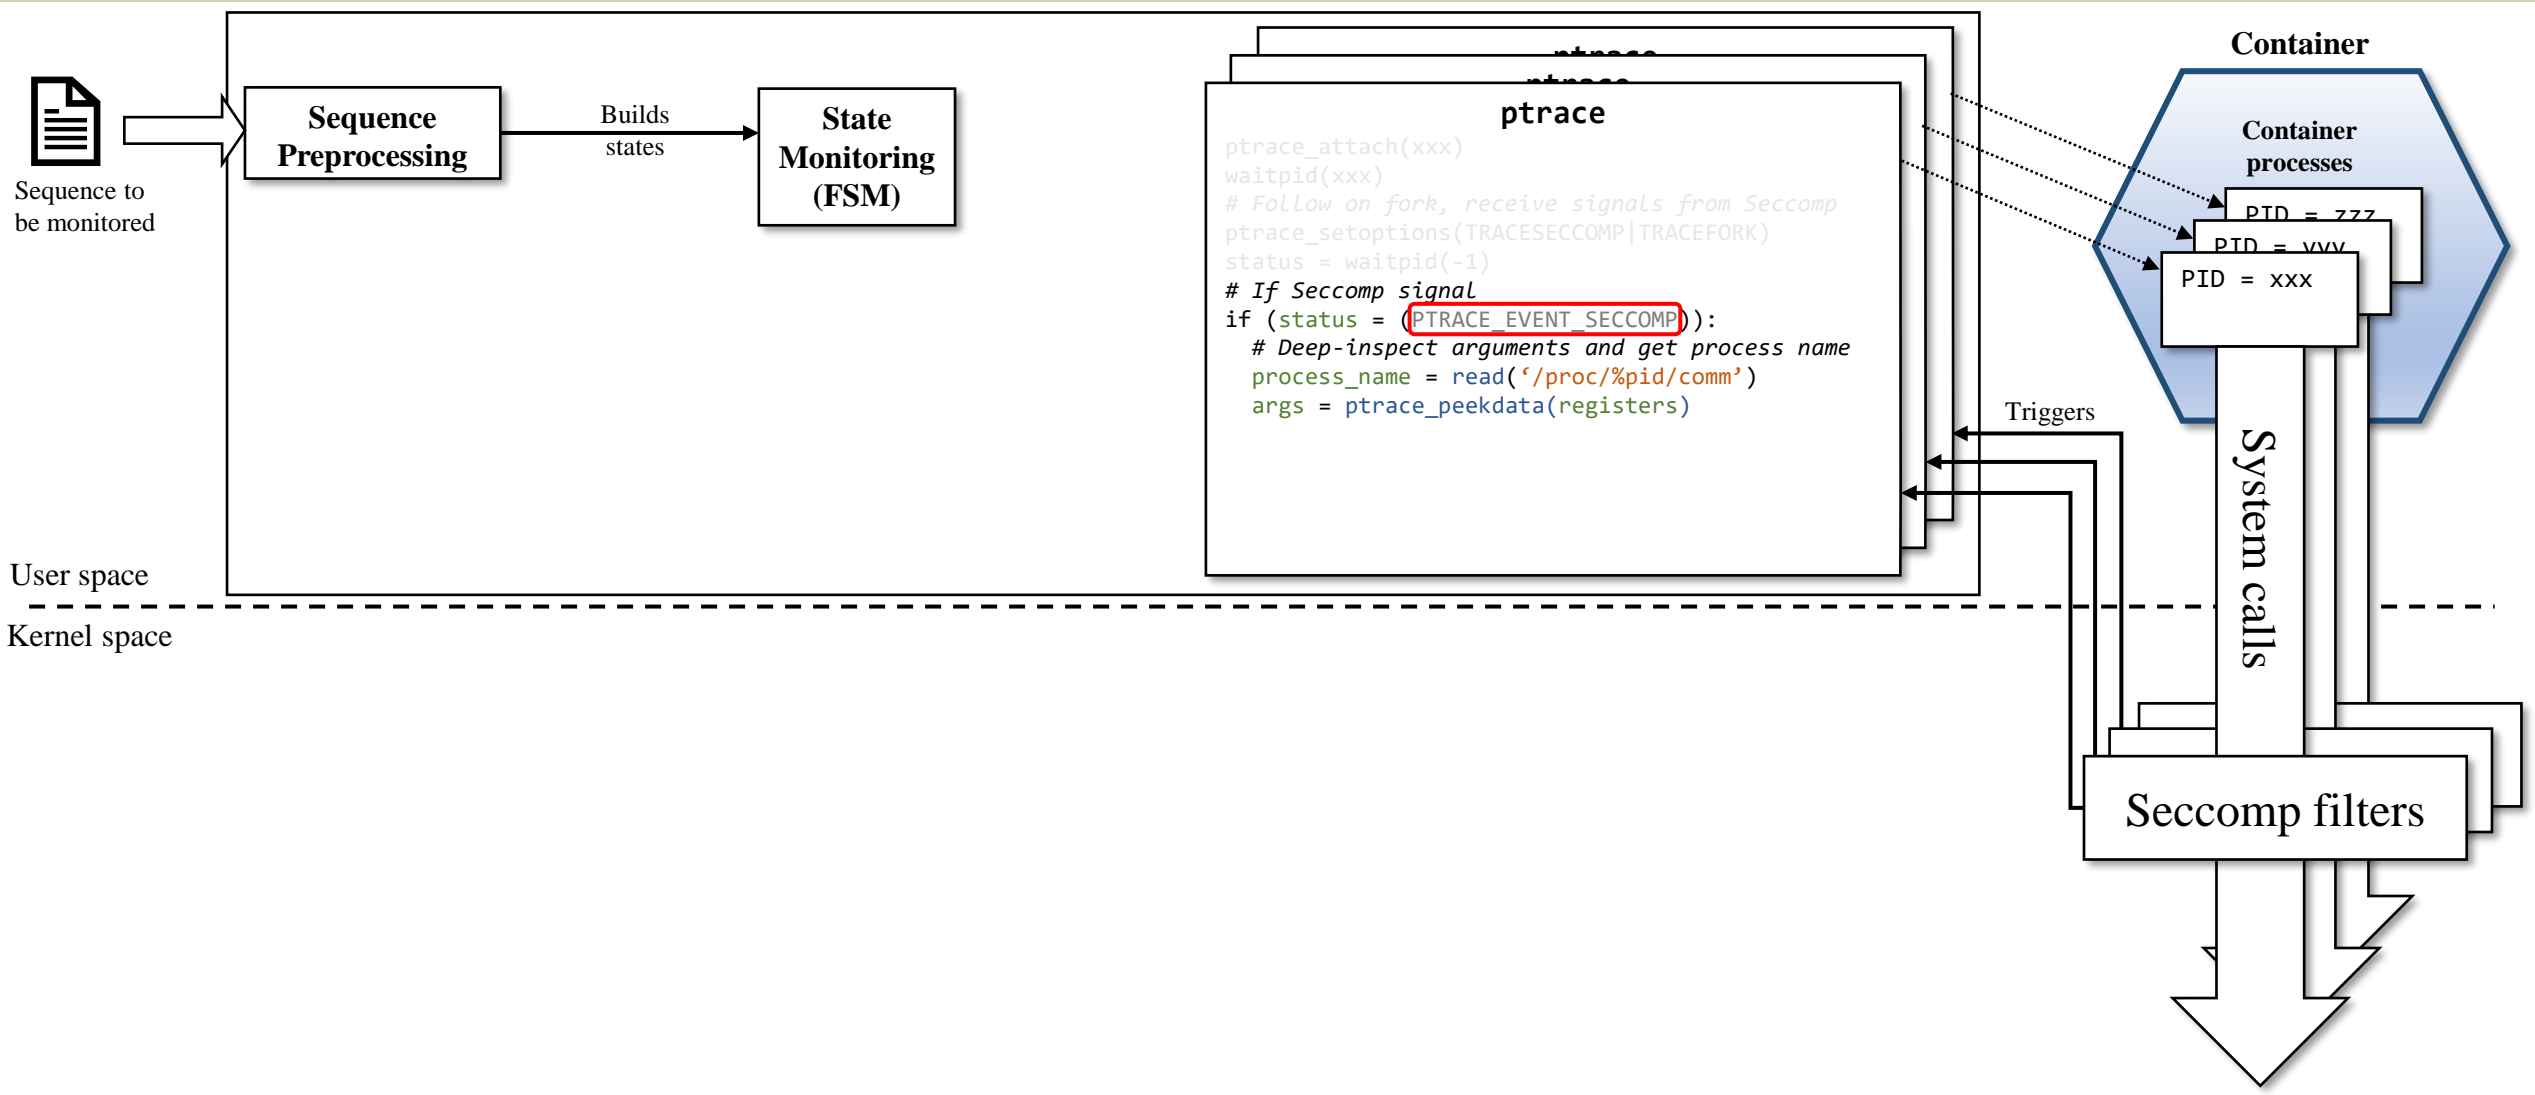 Container
ptrace
ptrace
ptrace
Sequence
Preprocessing
Builds
states
State
Monitoring
(FSM)
Sequence to
be monitored
ptrace_attach(xxx)
waitpid(xxx)
# Follow on fork, receive signals from Seccomp
ptrace_setoptions(TRACESECCOMP|TRACEFORK)
status = waitpid(-1)
# If Seccomp signal
if (status = (PTRACE_EVENT_SECCOMP)):
# Deep-inspect arguments and get process name
process_name = read(‘/proc/%pid/comm’)
args = ptrace_peekdata(registers)
Container
processes
PID = zzz
PID = yyy
PID = xxx
Triggers
System calls
User space
Kernel space
Seccomp filters